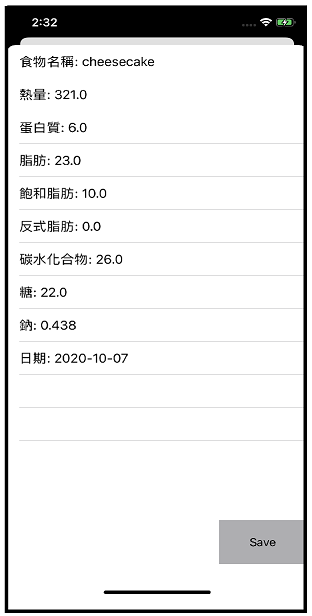 2:32
食物名稱: cheesecake
熱量: 321.0
蛋白質: 6.0
脂肪: 23.0
飽和脂肪: 10.0
反式脂肪: 0.0
碳水化合物: 26.0
糖: 22.0
鈉: 0.438
日期: 2020-10-07
Save